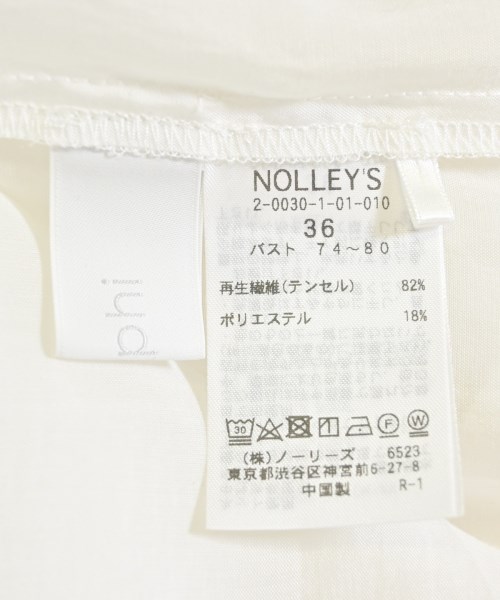 NOLLEY'S
2-0030-1-01-010
36
バスト 74～80
再生繊維(テンセル) 82%
ポリエステル 18%
30
F W
(株)ノーリーズ 6523
東京都渋谷区神宮前6-27-8
中国製 R-1